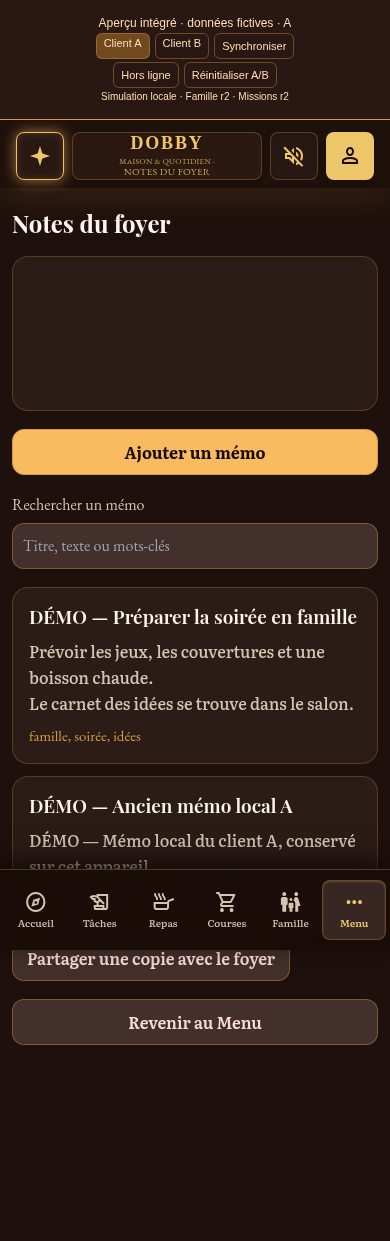 Aperçu intégré · données fictives · A
Client A
Client B
Synchroniser
Hors ligne
Réinitialiser A/B
Simulation locale · Famille r2 · Missions r2
DOBBY
MAISON & QUOTIDIEN ·
NOTES DU FOYER
Notes du foyer
Ajouter un mémo
Rechercher un mémo
Titre, texte ou mots-clés
DÉMO — Préparer la soirée en famille
Prévoir les jeux, les couvertures et une
boisson chaude.
Le carnet des idées se trouve dans le salon.
famille, soirée, idées
DÉMO — Ancien mémo local A
DÉMO — Mémo local du client A, conservé
sur cet appareil
Accueil
Tâches
Repas
Courses
Famille
Menu
Partager une copie avec le foyer
Revenir au Menu